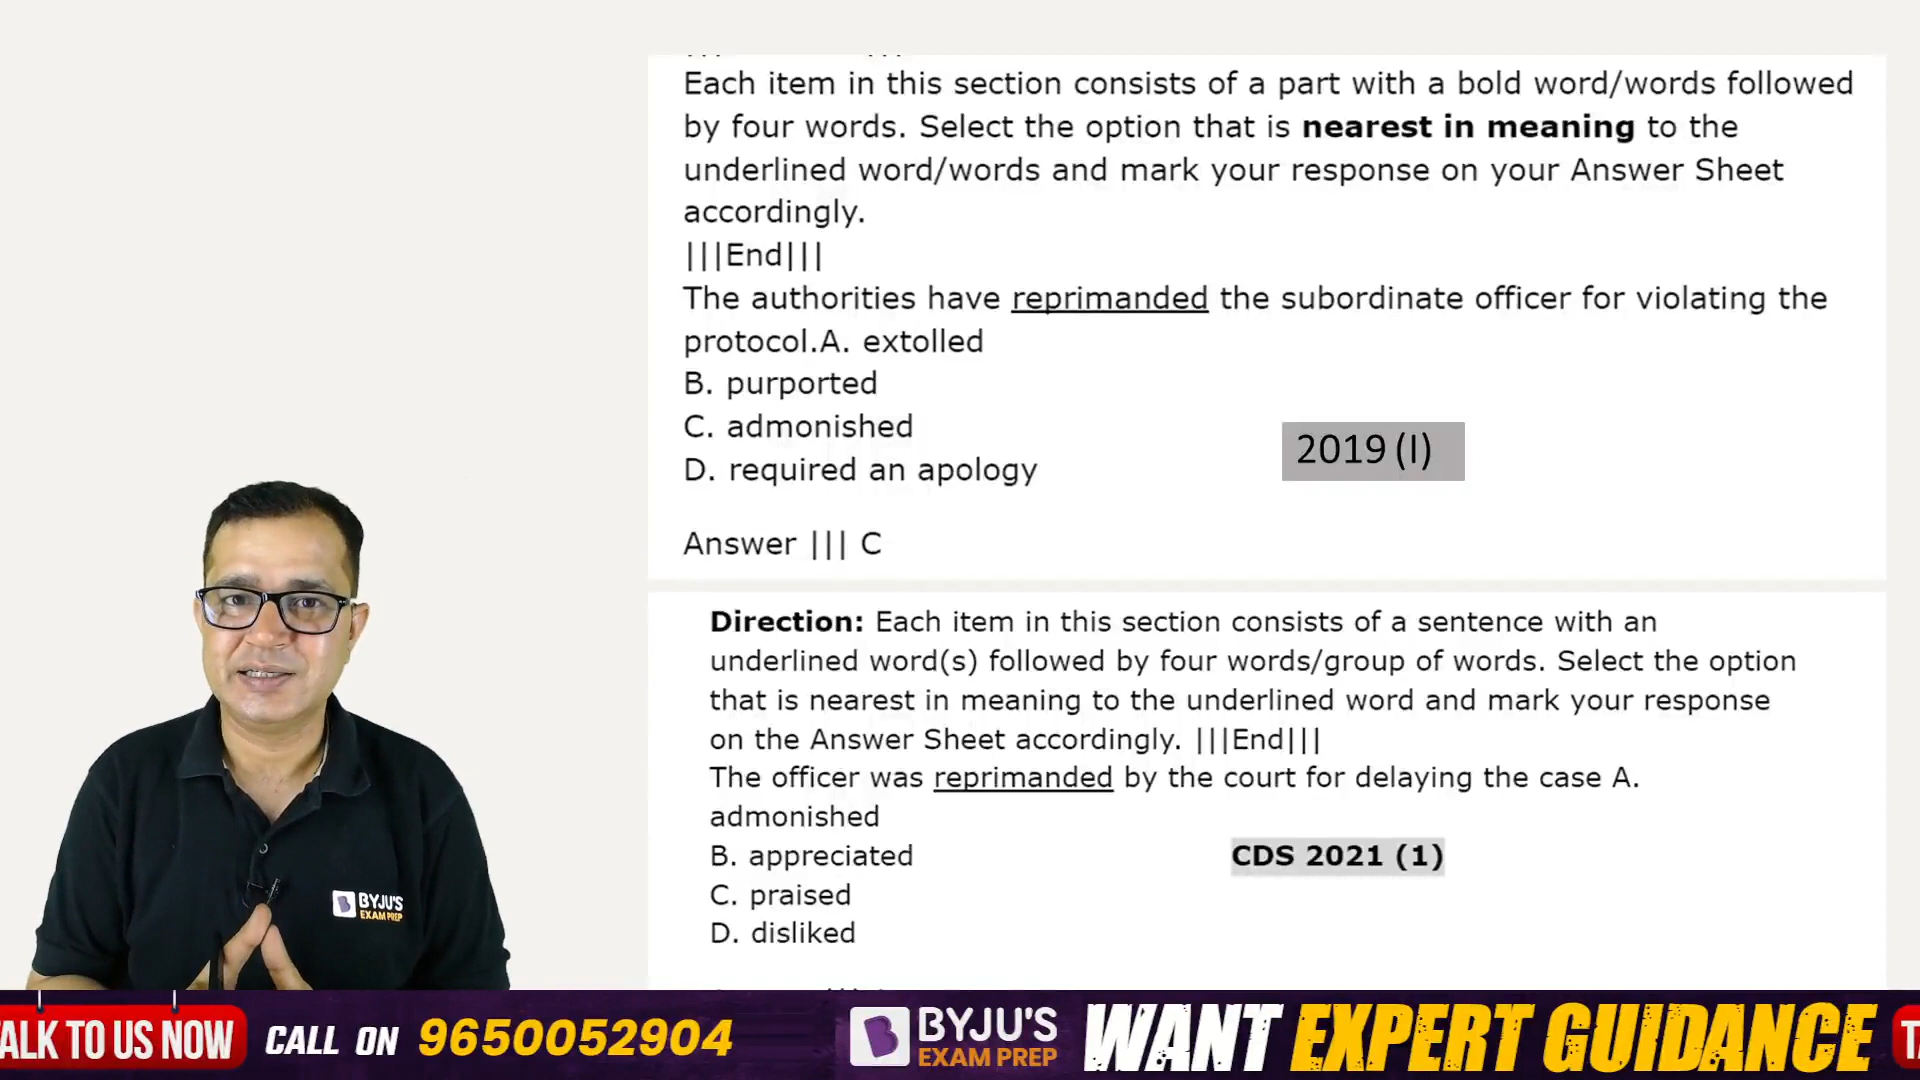 Each item in this section consists of a part with a bold word/words followed
by four words. Select the option that is nearest in meaning to the
underlined word/words and mark your response on your Answer Sheet
accordingly.
|||End|||
The authorities have reprimanded the subordinate officer for violating the
protocol.A. extolled
B. purported
C. admonished
D. required an apology
2019 (I)
Answer ||| C
Direction: Each item in this section consists of a sentence with an
underlined word(s) followed by four words/group of words. Select the option
that is nearest in meaning to the underlined word and mark your response
on the Answer Sheet accordingly. |||End|||
The officer was reprimanded by the court for delaying the case A.
admonished
B. appreciated
CDS 2021 (1)
C. praised
D. disliked
BYJU'S
EXAM PREP
ALK TO US NOW
CALL ON 9650052904
BYJU'S
EXAM PREP
WANT EXPERT GUIDANCE